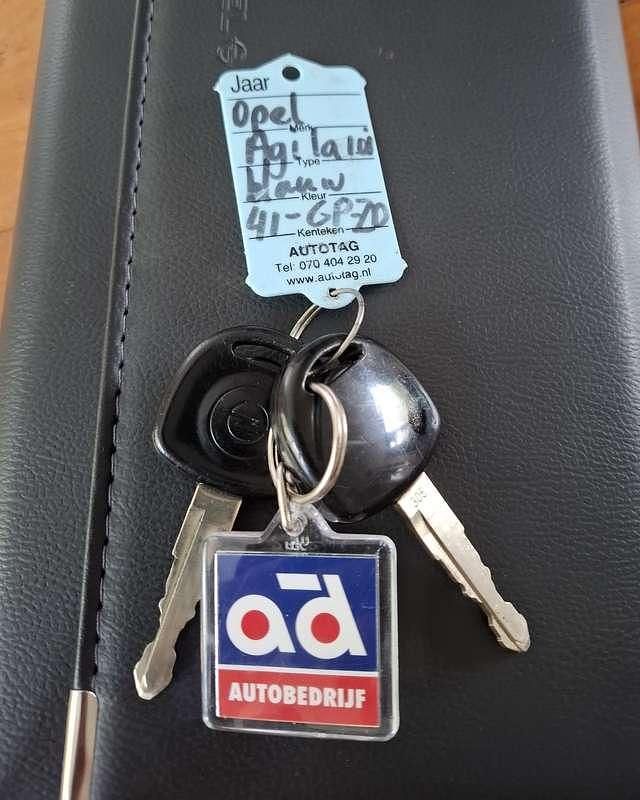 Jaar
Opel
Merk
Agila
Type
blauw
Kleur
41-GP-ZD
Kenteken
AUTOTAG
Tel: 070 404 29 20
www.autotag.nl
306
ad
AUTOBEDRIJF